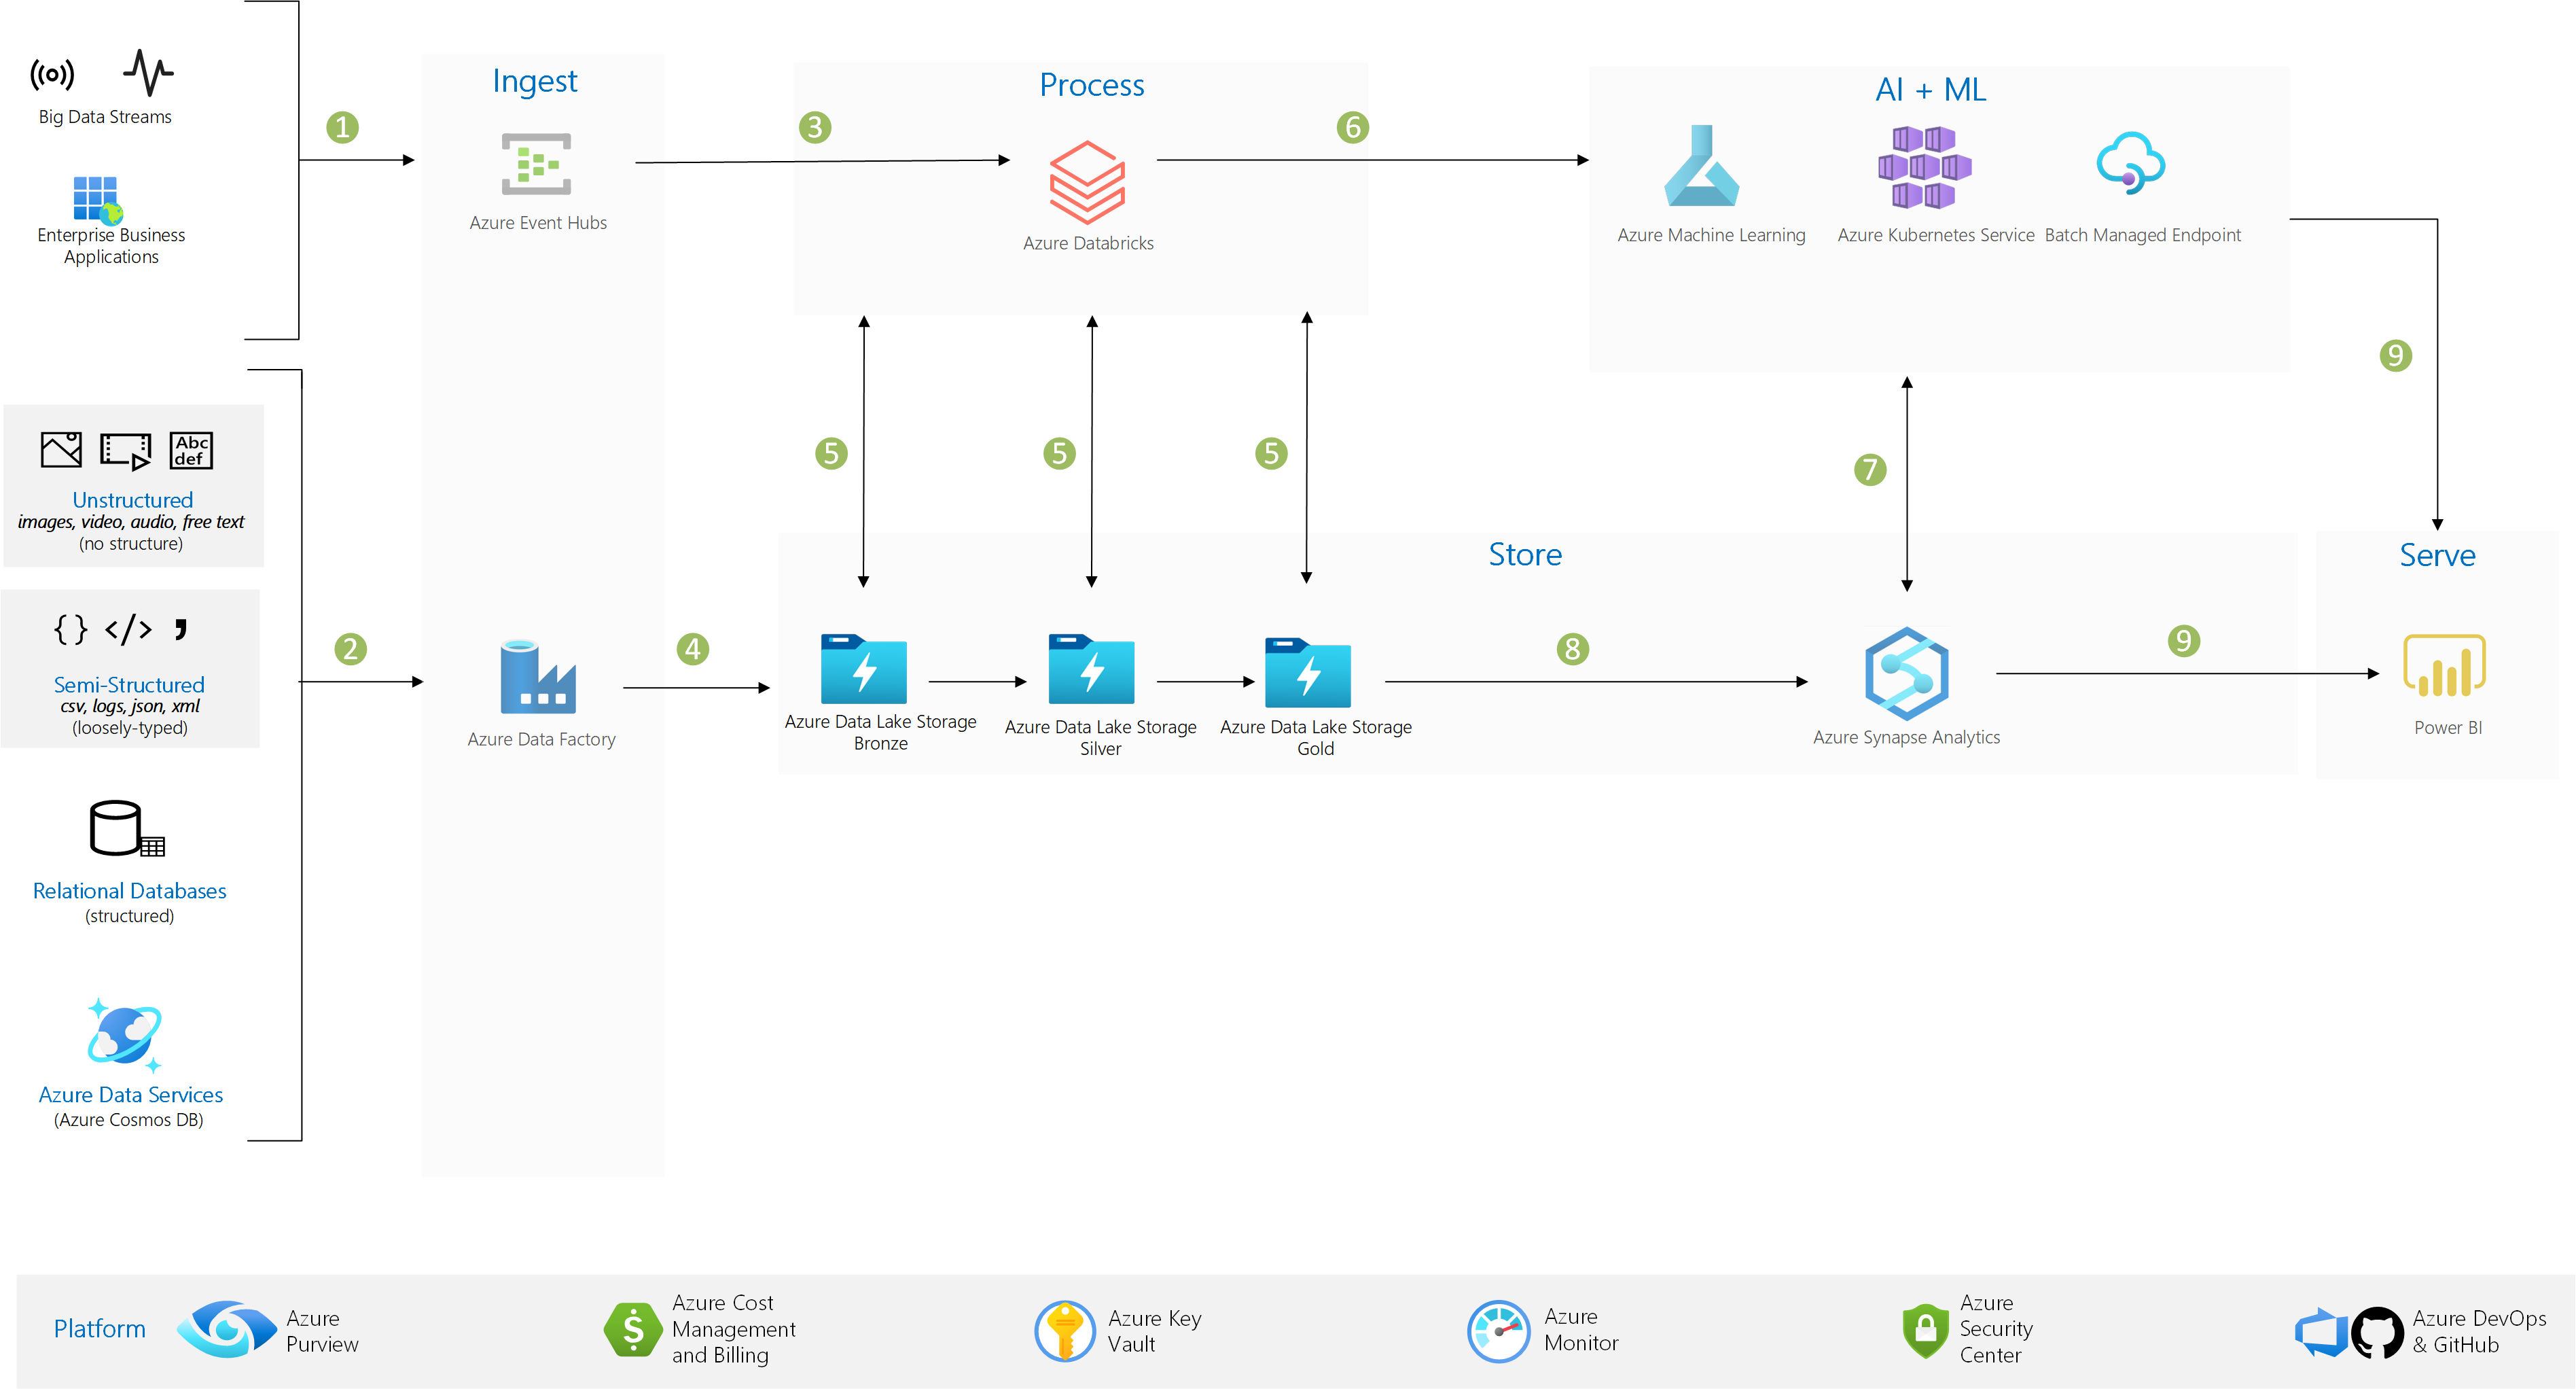 Big Data Streams
Enterprise Business
Applications
1
Ingest
Azure Event Hubs
3
Process
Azure Databricks
6
AI + ML
Azure Machine Learning
Azure Kubernetes Service
Batch Managed Endpoint
9
Abc
def
Unstructured
images, video, audio, free text
(no structure)
{ } </> ,
Semi-Structured
csv, logs, json, xml
(loosely-typed)
2
Relational Databases
(structured)
Azure Data Services
(Azure Cosmos DB)
Azure Data Factory
4
5
5
5
7
Store
Azure Data Lake Storage
Bronze
Azure Data Lake Storage
Silver
Azure Data Lake Storage
Gold
8
Azure Synapse Analytics
9
Serve
Power BI
Platform
Azure
Purview
$
Azure Cost
Management
and Billing
Azure Key
Vault
Azure
Monitor
Azure
Security
Center
Azure DevOps
& GitHub